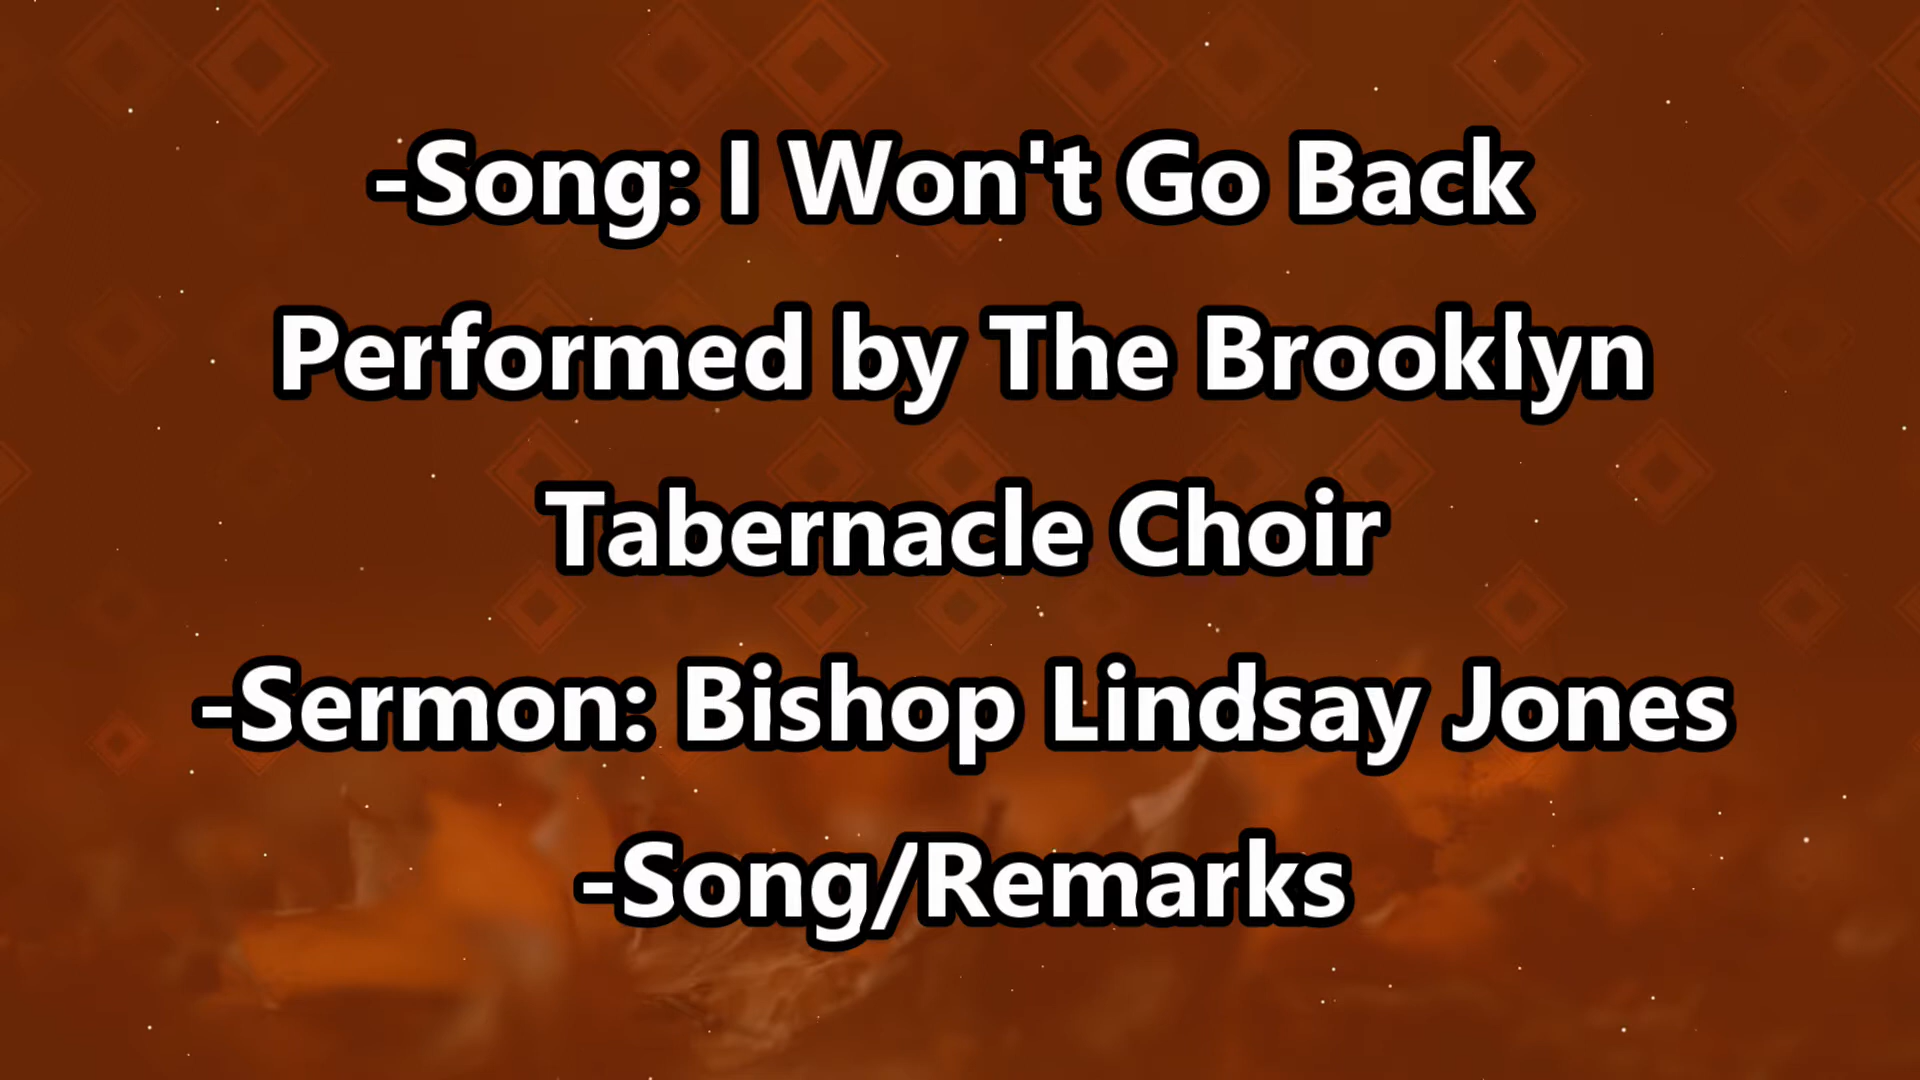 -Song: I Won't Go Back
Performed by The Brooklyn
Tabernacle Choir
-Sermon: Bishop Lindsay Jones
-Song/Remarks